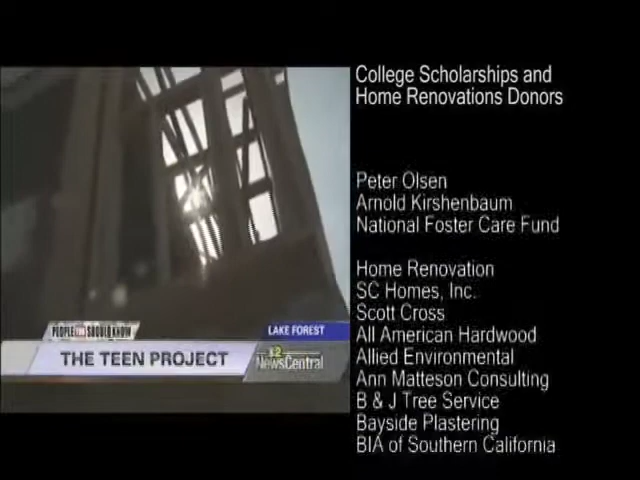 PEOPLE YOU SHOULD KNOW
LAKE FOREST
THE TEEN PROJECT
NewsCentral
College Scholarships and
Home Renovations Donors
Peter Olsen
Arnold Kirshenbaum
National Foster Care Fund
Home Renovation
SC Homes, Inc.
Scott Cross
All American Hardwood
Allied Environmental
Ann Matteson Consulting
B & J Tree Service
Bayside Plastering
BIA of Southern California